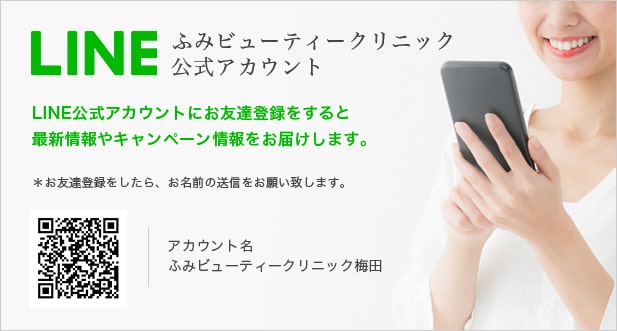 LINE ふみビューティークリニック
公式アカウント
LINE公式アカウントにお友達登録をすると
最新情報やキャンペーン情報をお届けします。
＊お友達登録をしたら、お名前の送信をお願い致します。
アカウント名
ふみビューティークリニック梅田